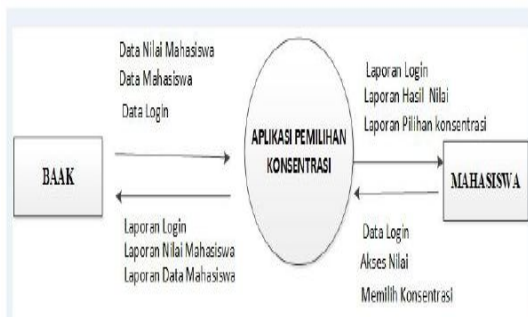 Data Nilai Mahasiswa
Data Mahasiswa
Data Login
BAAK
Laporan Login
Laporan Nilai Mahasiswa
Laporan Data Mahasiswa
APLIKASI PEMILIHAN
KONSENTRASI
Laporan Login
Laporan Hasil Nilai
Laporan Pilihan konsentrasi
MAHASISWA
Data Login
Akses Nilai
Memilih Konsentrasi